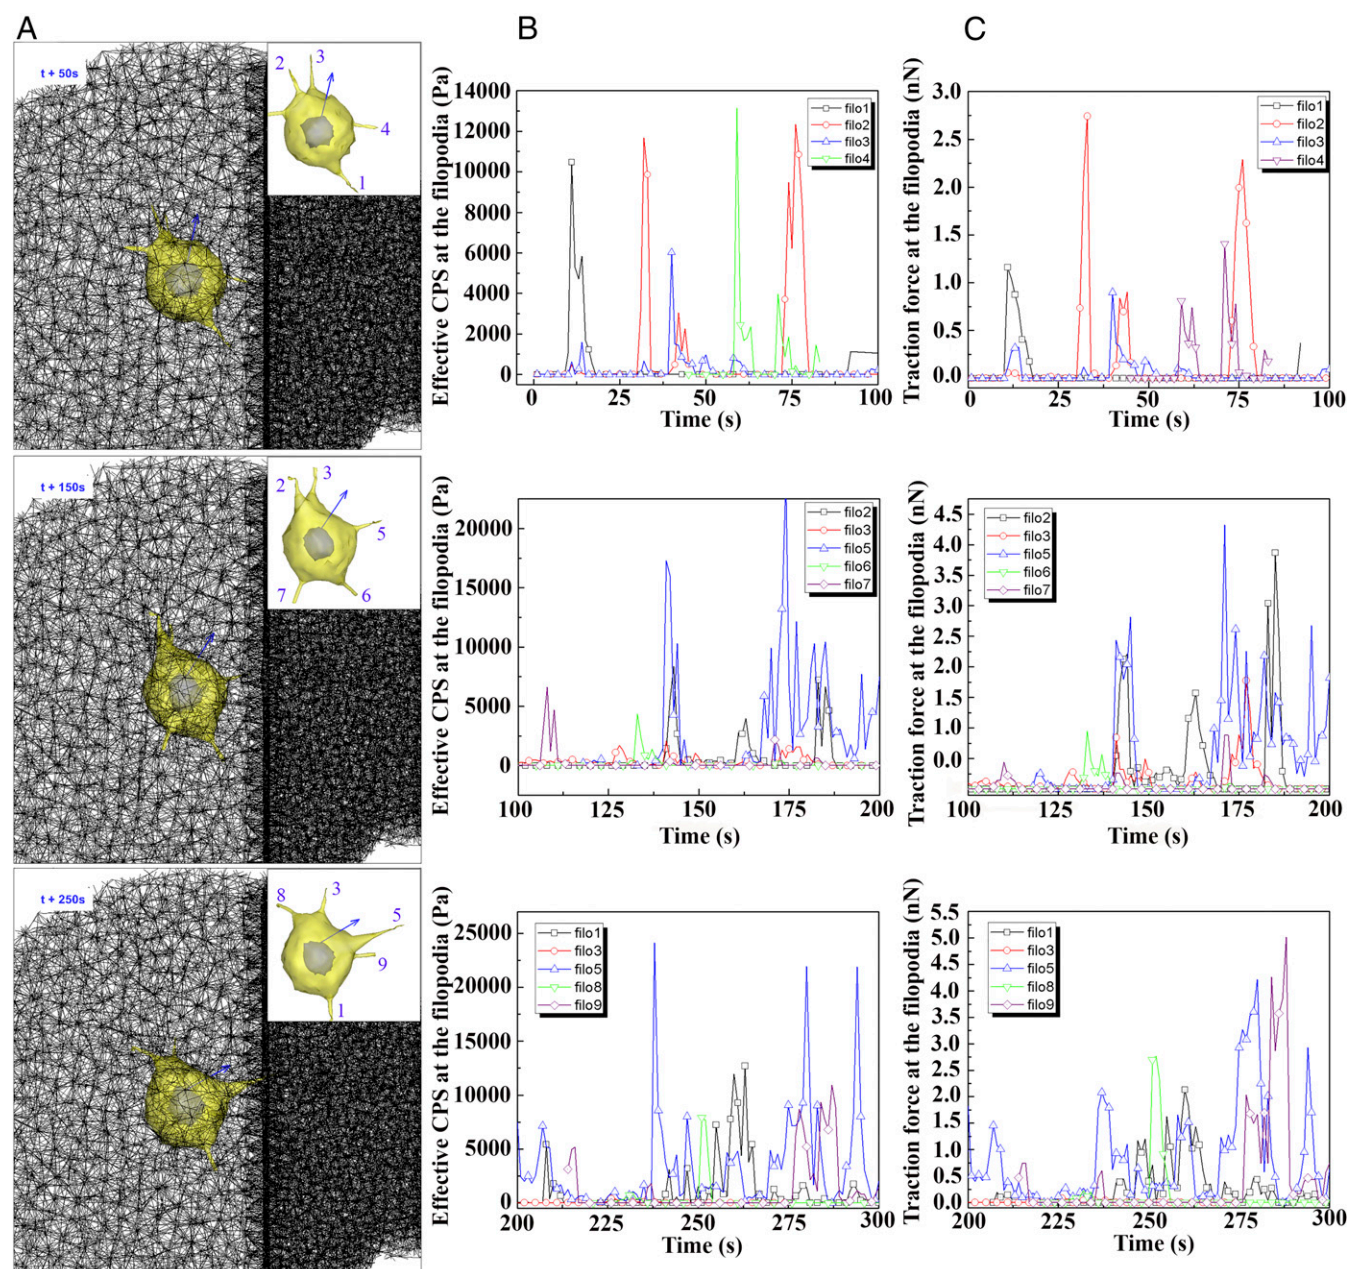 A
B
C
t + 50s
2
3
4
1
Effective CPS at the filopodia (Pa)
14000
12000
10000
8000
6000
4000
2000
0
filo1
filo2
filo3
filo4
0
25
50
75
100
Time (s)
Traction force at the filopodia (nN)
3.0
2.5
2.0
1.5
1.0
0.5
0.0
filo1
filo2
filo3
filo4
0
25
50
75
100
Time (s)
t + 150s
2
3
5
7
6
Effective CPS at the filopodia (Pa)
20000
15000
10000
5000
0
filo2
filo3
filo5
filo6
filo7
100
125
150
175
200
Time (s)
Traction force at the filopodia (nN)
4.5
4.0
3.5
3.0
2.5
2.0
1.5
0.0
filo2
filo3
filo5
filo6
filo7
100
125
150
175
200
Time (s)
t + 250s
8
3
5
9
1
Effective CPS at the filopodia (Pa)
25000
20000
15000
10000
5000
0
filo1
filo3
filo5
filo8
filo9
200
225
250
275
300
Time (s)
Traction force at the filopodia (nN)
5.5
5.0
4.5
4.0
3.5
3.0
2.5
2.0
1.5
1.0
0.5
0.0
filo1
filo3
filo5
filo8
filo9
200
225
250
275
300
Time (s)